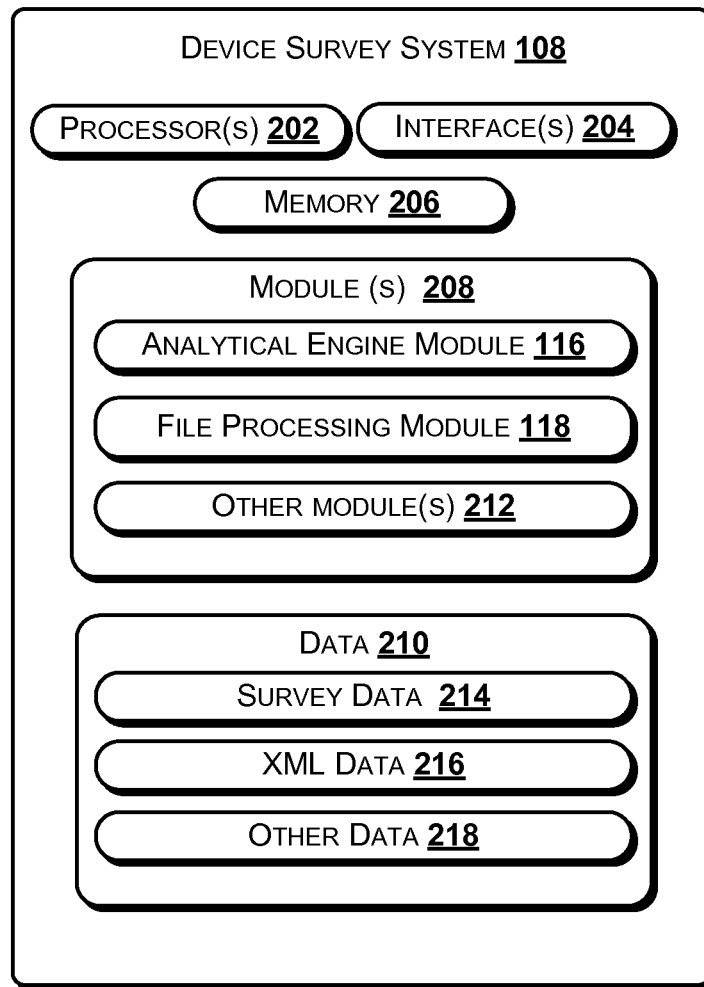 DEVICE SURVEY SYSTEM 108
PROCESSOR(S) 202
INTERFACE(S) 204
MEMORY 206
MODULE (S) 208
ANALYTICAL ENGINE MODULE 116
FILE PROCESSING MODULE 118
OTHER MODULE(S) 212
DATA 210
SURVEY DATA 214
XML DATA 216
OTHER DATA 218